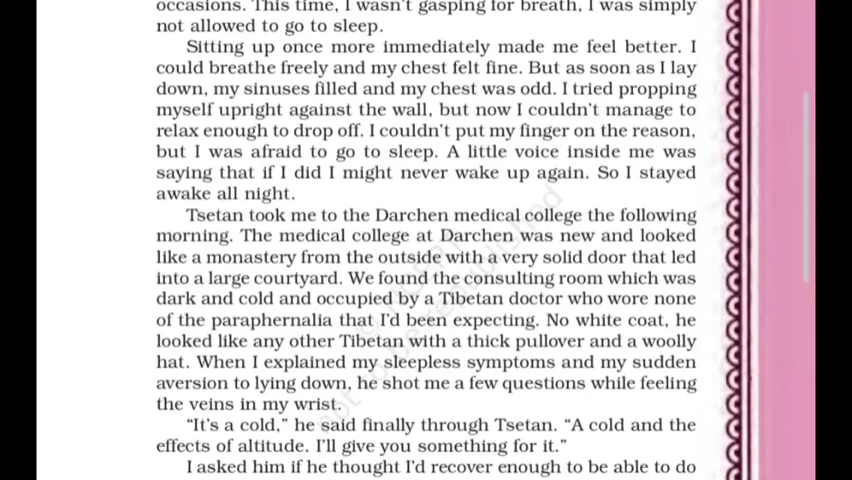 occasions. This time, I wasn't gasping for breath, I was simply
not allowed to go to sleep.
Sitting up once more immediately made me feel better. I
could breathe freely and my chest felt fine. But as soon as I lay
down, my sinuses filled and my chest was odd. I tried propping
myself upright against the wall, but now I couldn't manage to
relax enough to drop off. I couldn't put my finger on the reason,
but I was afraid to go to sleep. A little voice inside me was
saying that if I did I might never wake up again. So I stayed
awake all night.
Tsetan took me to the Darchen medical college the following
morning. The medical college at Darchen was new and looked
like a monastery from the outside with a very solid door that led
into a large courtyard. We found the consulting room which was
dark and cold and occupied by a Tibetan doctor who wore none
of the paraphernalia that I'd been expecting. No white coat, he
looked like any other Tibetan with a thick pullover and a woolly
hat. When I explained my sleepless symptoms and my sudden
aversion to lying down, he shot me a few questions while feeling
the veins in my wrist.
"It's a cold," he said finally through Tsetan. "A cold and the
effects of altitude. I'll give you something for it."
I asked him if he thought I'd recover enough to be able to do
not to be republished